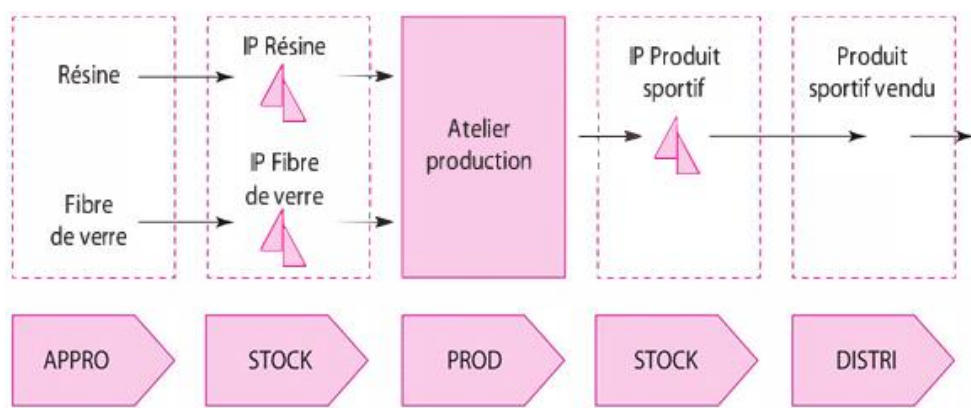 Résine
Fibre
de verre
IP Résine
IP Fibre
de verre
Atelier
production
IP Produit
sportif
Produit
sportif vendu
APPRO
STOCK
PROD
STOCK
DISTRI